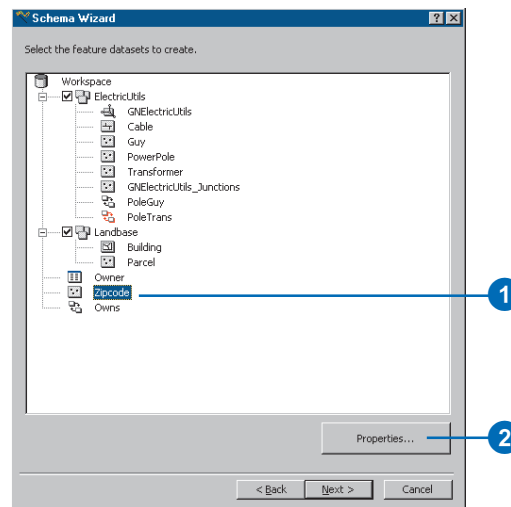 Schema Wizard
Select the feature datasets to create.
Workspace
ElectricUtils
GNElectricUtils
Cable
Guy
PowerPole
Transformer
GNElectricUtils_Junctions
PoleGuy
PoleTrans
Landbase
Building
Parcel
Owner
Zipcode
1
Owns
Properties...
2
< Back Next > Cancel